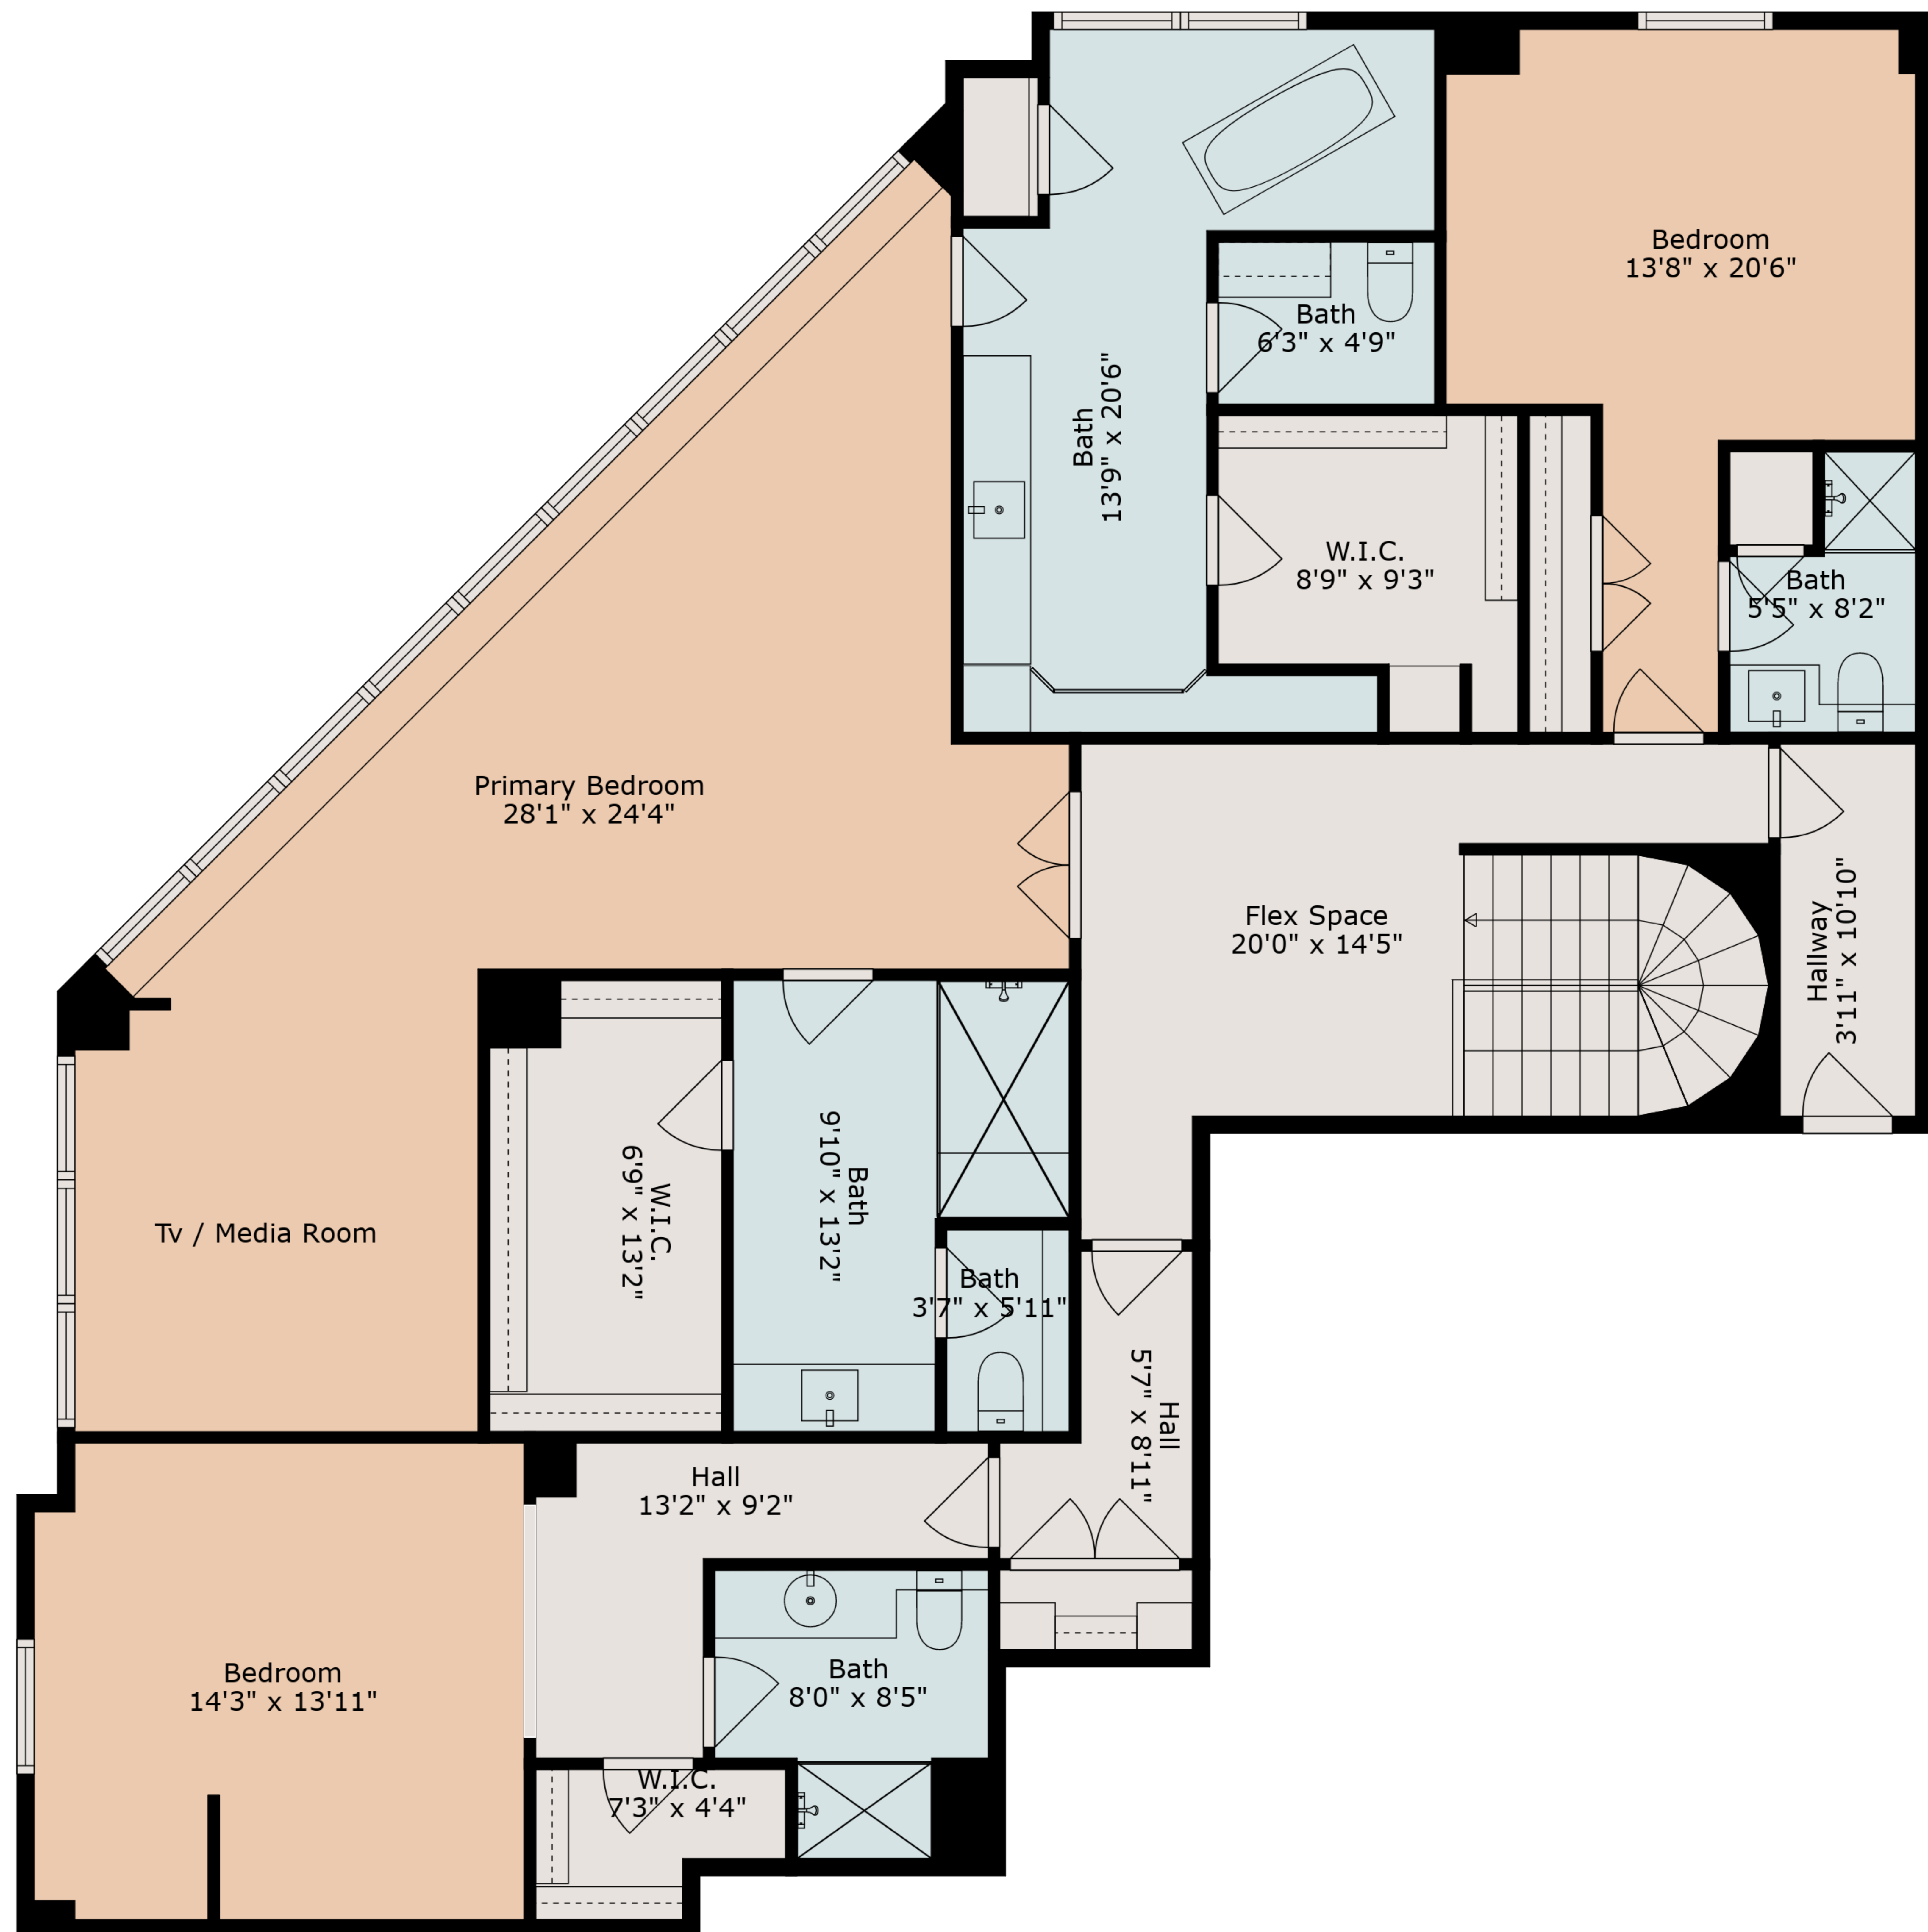 Bedroom
13'8" x 20'6"
Bath
6'3" x 4'9"
Bath
13'9" x 20'6"
W.I.C.
8'9" x 9'3"
Bath
5'5" x 8'2"
Primary Bedroom
28'1" x 24'4"
Flex Space
20'0" x 14'5"
Hallway
3'11" x 10'10"
Tv / Media Room
W.I.C.
6'9" x 13'2"
Bath
9'10" x 13'2"
Bath
3'7" x 5'11"
Hall
5'7" x 8'11"
Hall
13'2" x 9'2"
Bedroom
14'3" x 13'11"
Bath
8'0" x 8'5"
W.I.C.
7'3" x 4'4"